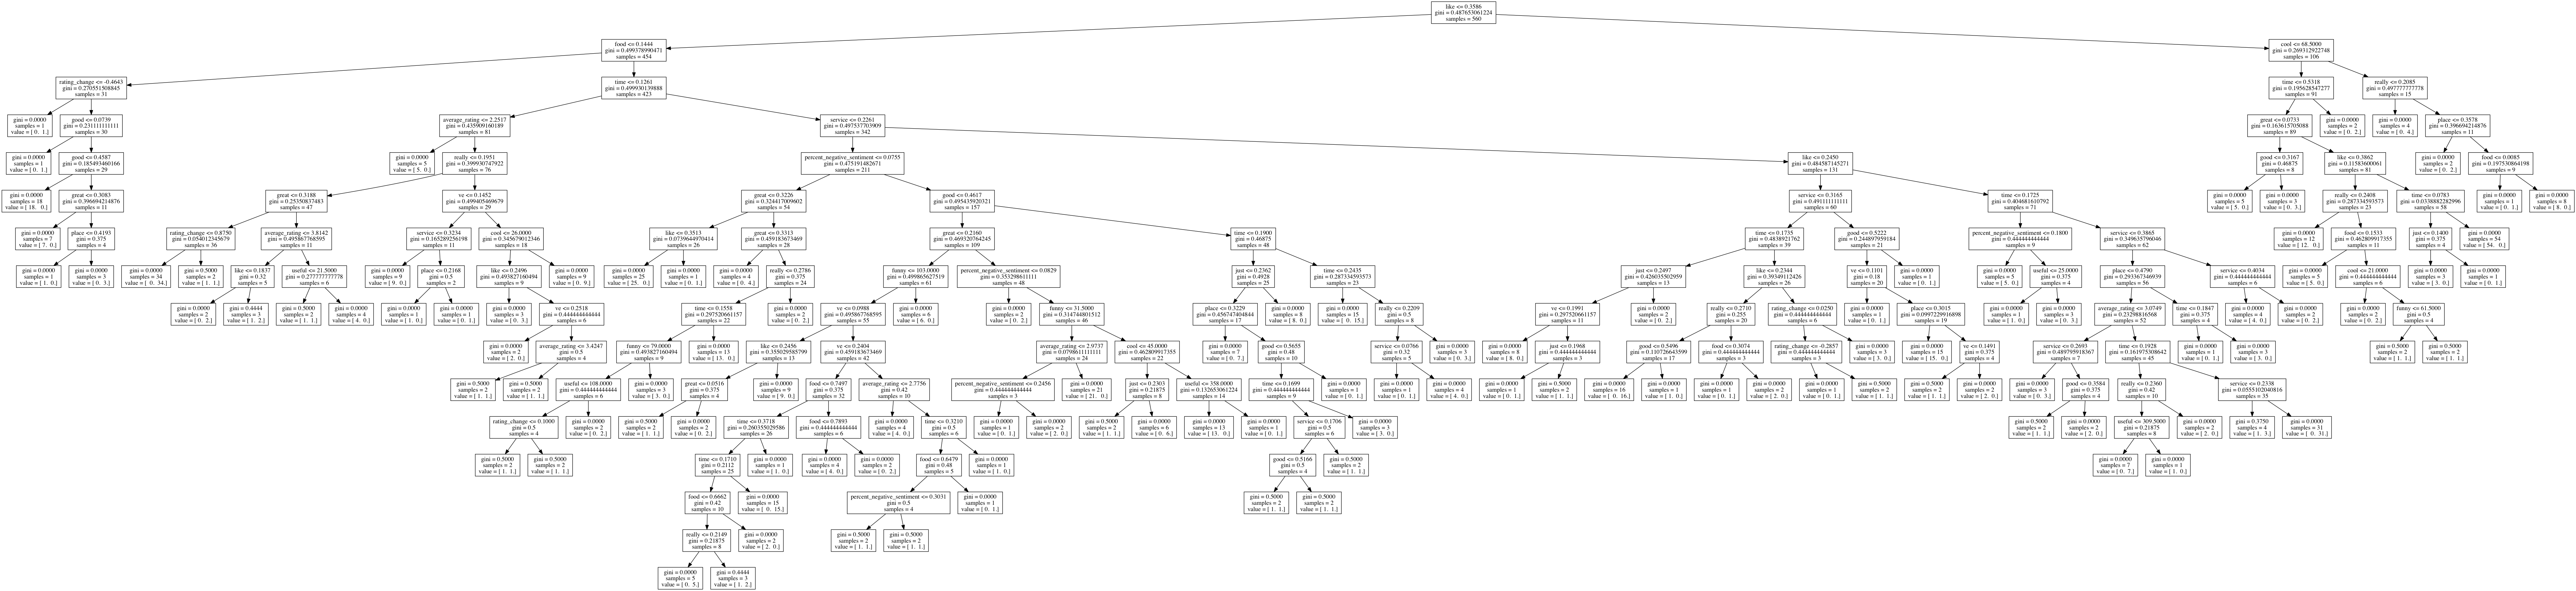 like <= 0.3586
gini = 0.487653061224
samples = 560
food <= 0.1444
gini = 0.499378990471
samples = 454
cool <= 68.5000
gini = 0.269312922748
samples = 106
rating_change <= -0.4643
gini = 0.270551508845
samples = 31
time <= 0.1261
gini = 0.499930139888
samples = 423
time <= 0.5318
gini = 0.195628547277
samples = 91
really <= 0.2085
gini = 0.497777777778
samples = 15
gini = 0.0000
samples = 1
value = [ 0. 1.]
good <= 0.0739
gini = 0.231111111111
samples = 30
average_rating <= 2.2517
gini = 0.435909160189
samples = 81
service <= 0.2261
gini = 0.497537703909
samples = 342
great <= 0.0733
gini = 0.163615705088
samples = 89
gini = 0.0000
samples = 2
value = [ 0. 2.]
gini = 0.0000
samples = 4
value = [ 0. 4.]
place <= 0.3578
gini = 0.396694214876
samples = 11
gini = 0.0000
samples = 1
value = [ 0. 1.]
good <= 0.4587
gini = 0.185493460166
samples = 29
gini = 0.0000
samples = 5
value = [ 5. 0.]
really <= 0.1951
gini = 0.399930747922
samples = 76
percent_negative_sentiment <= 0.0755
gini = 0.475191482671
samples = 211
like <= 0.2450
gini = 0.484587145271
samples = 131
good <= 0.3167
gini = 0.46875
samples = 8
like <= 0.3862
gini = 0.11583600061
samples = 81
gini = 0.0000
samples = 2
value = [ 0. 2.]
food <= 0.0085
gini = 0.197530864198
samples = 9
gini = 0.0000
samples = 18
value = [ 18. 0.]
great <= 0.3083
gini = 0.396694214876
samples = 11
great <= 0.3188
gini = 0.25350837483
samples = 47
ve <= 0.1452
gini = 0.499405469679
samples = 29
great <= 0.3226
gini = 0.324417009602
samples = 54
good <= 0.4617
gini = 0.495435920321
samples = 157
service <= 0.3165
gini = 0.491111111111
samples = 60
time <= 0.1725
gini = 0.404681610792
samples = 71
gini = 0.0000
samples = 5
value = [ 5. 0.]
gini = 0.0000
samples = 3
value = [ 0. 3.]
really <= 0.2408
gini = 0.287334593573
samples = 23
time <= 0.0783
gini = 0.0338882282996
samples = 58
gini = 0.0000
samples = 1
value = [ 0. 1.]
gini = 0.0000
samples = 8
value = [ 8. 0.]
gini = 0.0000
samples = 7
value = [ 7. 0.]
place <= 0.4193
gini = 0.375
samples = 4
rating_change <= 0.8750
gini = 0.054012345679
samples = 36
average_rating <= 3.8142
gini = 0.495867768595
samples = 11
service <= 0.3234
gini = 0.165289256198
samples = 11
cool <= 26.0000
gini = 0.345679012346
samples = 18
like <= 0.3513
gini = 0.0739644970414
samples = 26
great <= 0.3313
gini = 0.459183673469
samples = 28
great <= 0.2160
gini = 0.469320764245
samples = 109
time <= 0.1900
gini = 0.46875
samples = 48
time <= 0.1735
gini = 0.4838921762
samples = 39
good <= 0.5222
gini = 0.244897959184
samples = 21
percent_negative_sentiment <= 0.1800
gini = 0.444444444444
samples = 9
service <= 0.3865
gini = 0.349635796046
samples = 62
gini = 0.0000
samples = 12
value = [ 12. 0.]
food <= 0.1533
gini = 0.462809917355
samples = 11
just <= 0.1400
gini = 0.375
samples = 4
gini = 0.0000
samples = 54
value = [ 54. 0.]
gini = 0.0000
samples = 1
value = [ 1. 0.]
gini = 0.0000
samples = 3
value = [ 0. 3.]
gini = 0.0000
samples = 34
value = [ 0. 34.]
gini = 0.5000
samples = 2
value = [ 1. 1.]
like <= 0.1837
gini = 0.32
samples = 5
useful <= 21.5000
gini = 0.277777777778
samples = 6
gini = 0.0000
samples = 9
value = [ 9. 0.]
place <= 0.2168
gini = 0.5
samples = 2
like <= 0.2496
gini = 0.493827160494
samples = 9
gini = 0.0000
samples = 9
value = [ 0. 9.]
gini = 0.0000
samples = 25
value = [ 25. 0.]
gini = 0.0000
samples = 1
value = [ 0. 1.]
gini = 0.0000
samples = 4
value = [ 0. 4.]
really <= 0.2786
gini = 0.375
samples = 24
funny <= 103.0000
gini = 0.499865627519
samples = 61
percent_negative_sentiment <= 0.0829
gini = 0.353298611111
samples = 48
just <= 0.2362
gini = 0.4928
samples = 25
time <= 0.2435
gini = 0.287334593573
samples = 23
just <= 0.2497
gini = 0.426035502959
samples = 13
like <= 0.2344
gini = 0.39349112426
samples = 26
ve <= 0.1101
gini = 0.18
samples = 20
gini = 0.0000
samples = 1
value = [ 0. 1.]
gini = 0.0000
samples = 5
value = [ 5. 0.]
useful <= 25.0000
gini = 0.375
samples = 4
place <= 0.4790
gini = 0.293367346939
samples = 56
service <= 0.4034
gini = 0.444444444444
samples = 6
gini = 0.0000
samples = 5
value = [ 5. 0.]
cool <= 21.0000
gini = 0.444444444444
samples = 6
gini = 0.0000
samples = 3
value = [ 3. 0.]
gini = 0.0000
samples = 1
value = [ 0. 1.]
gini = 0.0000
samples = 2
value = [ 0. 2.]
gini = 0.4444
samples = 3
value = [ 1. 2.]
gini = 0.5000
samples = 2
value = [ 1. 1.]
gini = 0.0000
samples = 4
value = [ 4. 0.]
gini = 0.0000
samples = 1
value = [ 1. 0.]
gini = 0.0000
samples = 1
value = [ 0. 1.]
gini = 0.0000
samples = 3
value = [ 0. 3.]
ve <= 0.2518
gini = 0.444444444444
samples = 6
time <= 0.1558
gini = 0.297520661157
samples = 22
gini = 0.0000
samples = 2
value = [ 0. 2.]
ve <= 0.0988
gini = 0.495867768595
samples = 55
gini = 0.0000
samples = 6
value = [ 6. 0.]
gini = 0.0000
samples = 2
value = [ 0. 2.]
funny <= 31.5000
gini = 0.314744801512
samples = 46
place <= 0.3229
gini = 0.456747404844
samples = 17
gini = 0.0000
samples = 8
value = [ 8. 0.]
gini = 0.0000
samples = 15
value = [ 0. 15.]
really <= 0.2209
gini = 0.5
samples = 8
ve <= 0.1991
gini = 0.297520661157
samples = 11
gini = 0.0000
samples = 2
value = [ 0. 2.]
really <= 0.2710
gini = 0.255
samples = 20
rating_change <= 0.0250
gini = 0.444444444444
samples = 6
gini = 0.0000
samples = 1
value = [ 0. 1.]
place <= 0.3015
gini = 0.0997229916898
samples = 19
gini = 0.0000
samples = 1
value = [ 1. 0.]
gini = 0.0000
samples = 3
value = [ 0. 3.]
average_rating <= 3.0749
gini = 0.23298816568
samples = 52
time <= 0.1847
gini = 0.375
samples = 4
gini = 0.0000
samples = 4
value = [ 4. 0.]
gini = 0.0000
samples = 2
value = [ 0. 2.]
gini = 0.0000
samples = 2
value = [ 0. 2.]
funny <= 61.5000
gini = 0.5
samples = 4
gini = 0.0000
samples = 2
value = [ 2. 0.]
average_rating <= 3.4247
gini = 0.5
samples = 4
funny <= 79.0000
gini = 0.493827160494
samples = 9
gini = 0.0000
samples = 13
value = [ 13. 0.]
like <= 0.2456
gini = 0.355029585799
samples = 13
ve <= 0.2404
gini = 0.459183673469
samples = 42
average_rating <= 2.9737
gini = 0.0798611111111
samples = 24
cool <= 45.0000
gini = 0.462809917355
samples = 22
gini = 0.0000
samples = 7
value = [ 7. 0.]
good <= 0.5655
gini = 0.48
samples = 10
service <= 0.0766
gini = 0.32
samples = 5
gini = 0.0000
samples = 3
value = [ 0. 3.]
gini = 0.0000
samples = 8
value = [ 8. 0.]
just <= 0.1968
gini = 0.444444444444
samples = 3
good <= 0.5496
gini = 0.110726643599
samples = 17
food <= 0.3074
gini = 0.444444444444
samples = 3
rating_change <= -0.2857
gini = 0.444444444444
samples = 3
gini = 0.0000
samples = 3
value = [ 3. 0.]
gini = 0.0000
samples = 15
value = [ 15. 0.]
ve <= 0.1491
gini = 0.375
samples = 4
service <= 0.2693
gini = 0.489795918367
samples = 7
time <= 0.1928
gini = 0.161975308642
samples = 45
gini = 0.0000
samples = 1
value = [ 0. 1.]
gini = 0.0000
samples = 3
value = [ 3. 0.]
gini = 0.5000
samples = 2
value = [ 1. 1.]
gini = 0.5000
samples = 2
value = [ 1. 1.]
gini = 0.5000
samples = 2
value = [ 1. 1.]
gini = 0.5000
samples = 2
value = [ 1. 1.]
useful <= 108.0000
gini = 0.444444444444
samples = 6
gini = 0.0000
samples = 3
value = [ 3. 0.]
great <= 0.0516
gini = 0.375
samples = 4
gini = 0.0000
samples = 9
value = [ 9. 0.]
food <= 0.7497
gini = 0.375
samples = 32
average_rating <= 2.7756
gini = 0.42
samples = 10
percent_negative_sentiment <= 0.2456
gini = 0.444444444444
samples = 3
gini = 0.0000
samples = 21
value = [ 21. 0.]
just <= 0.2303
gini = 0.21875
samples = 8
useful <= 358.0000
gini = 0.132653061224
samples = 14
time <= 0.1699
gini = 0.444444444444
samples = 9
gini = 0.0000
samples = 1
value = [ 0. 1.]
gini = 0.0000
samples = 1
value = [ 0. 1.]
gini = 0.0000
samples = 4
value = [ 4. 0.]
gini = 0.0000
samples = 1
value = [ 0. 1.]
gini = 0.5000
samples = 2
value = [ 1. 1.]
gini = 0.0000
samples = 16
value = [ 0. 16.]
gini = 0.0000
samples = 1
value = [ 1. 0.]
gini = 0.0000
samples = 1
value = [ 0. 1.]
gini = 0.0000
samples = 2
value = [ 2. 0.]
gini = 0.0000
samples = 1
value = [ 0. 1.]
gini = 0.5000
samples = 2
value = [ 1. 1.]
gini = 0.5000
samples = 2
value = [ 1. 1.]
gini = 0.0000
samples = 2
value = [ 2. 0.]
gini = 0.0000
samples = 3
value = [ 0. 3.]
good <= 0.3584
gini = 0.375
samples = 4
really <= 0.2360
gini = 0.42
samples = 10
service <= 0.2338
gini = 0.0555102040816
samples = 35
rating_change <= 0.1000
gini = 0.5
samples = 4
gini = 0.0000
samples = 2
value = [ 0. 2.]
gini = 0.5000
samples = 2
value = [ 1. 1.]
gini = 0.0000
samples = 2
value = [ 0. 2.]
time <= 0.3718
gini = 0.260355029586
samples = 26
food <= 0.7893
gini = 0.444444444444
samples = 6
gini = 0.0000
samples = 4
value = [ 4. 0.]
time <= 0.3210
gini = 0.5
samples = 6
gini = 0.0000
samples = 1
value = [ 0. 1.]
gini = 0.0000
samples = 2
value = [ 2. 0.]
gini = 0.5000
samples = 2
value = [ 1. 1.]
gini = 0.0000
samples = 6
value = [ 0. 6.]
gini = 0.0000
samples = 13
value = [ 13. 0.]
gini = 0.0000
samples = 1
value = [ 0. 1.]
service <= 0.1706
gini = 0.5
samples = 6
gini = 0.0000
samples = 3
value = [ 3. 0.]
gini = 0.5000
samples = 2
value = [ 1. 1.]
gini = 0.0000
samples = 2
value = [ 2. 0.]
useful <= 309.5000
gini = 0.21875
samples = 8
gini = 0.0000
samples = 2
value = [ 2. 0.]
gini = 0.3750
samples = 4
value = [ 1. 3.]
gini = 0.0000
samples = 31
value = [ 0. 31.]
gini = 0.5000
samples = 2
value = [ 1. 1.]
gini = 0.5000
samples = 2
value = [ 1. 1.]
time <= 0.1710
gini = 0.2112
samples = 25
gini = 0.0000
samples = 1
value = [ 1. 0.]
gini = 0.0000
samples = 4
value = [ 4. 0.]
gini = 0.0000
samples = 2
value = [ 0. 2.]
food <= 0.6479
gini = 0.48
samples = 5
gini = 0.0000
samples = 1
value = [ 1. 0.]
good <= 0.5166
gini = 0.5
samples = 4
gini = 0.5000
samples = 2
value = [ 1. 1.]
gini = 0.0000
samples = 7
value = [ 0. 7.]
gini = 0.0000
samples = 1
value = [ 1. 0.]
food <= 0.6662
gini = 0.42
samples = 10
gini = 0.0000
samples = 15
value = [ 0. 15.]
percent_negative_sentiment <= 0.3031
gini = 0.5
samples = 4
gini = 0.0000
samples = 1
value = [ 0. 1.]
gini = 0.5000
samples = 2
value = [ 1. 1.]
gini = 0.5000
samples = 2
value = [ 1. 1.]
really <= 0.2149
gini = 0.21875
samples = 8
gini = 0.0000
samples = 2
value = [ 2. 0.]
gini = 0.5000
samples = 2
value = [ 1. 1.]
gini = 0.5000
samples = 2
value = [ 1. 1.]
gini = 0.0000
samples = 5
value = [ 0. 5.]
gini = 0.4444
samples = 3
value = [ 1. 2.]